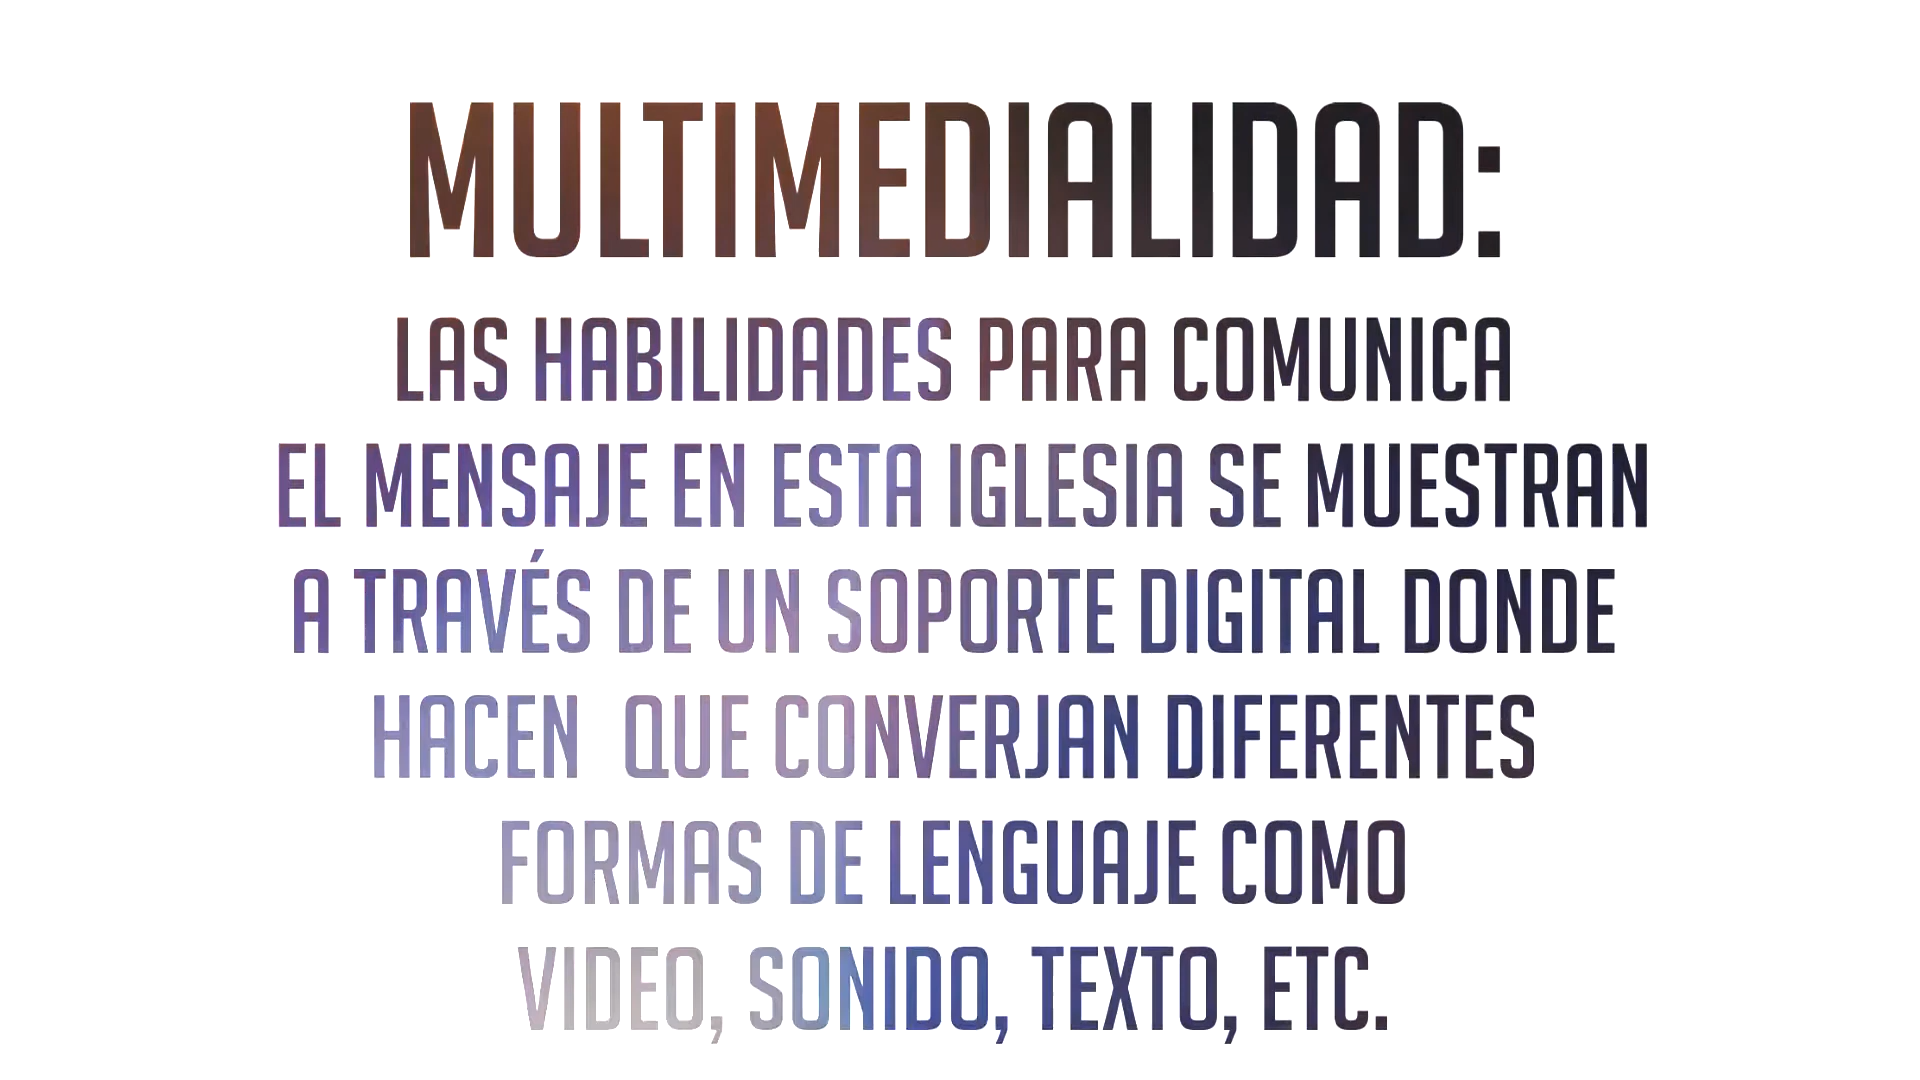 MULTIMEDIALIDAD:
LAS HABILIDADES PARA COMUNICA
EL MENSAJE EN ESTA IGLESIA SE MUESTRAN
A TRAVÉS DE UN SOPORTE DIGITAL DONDE
HACEN  QUE CONVERJAN DIFERENTES
FORMAS DE LENGUAJE COMO
VIDEO, SONIDO, TEXTO, ETC.